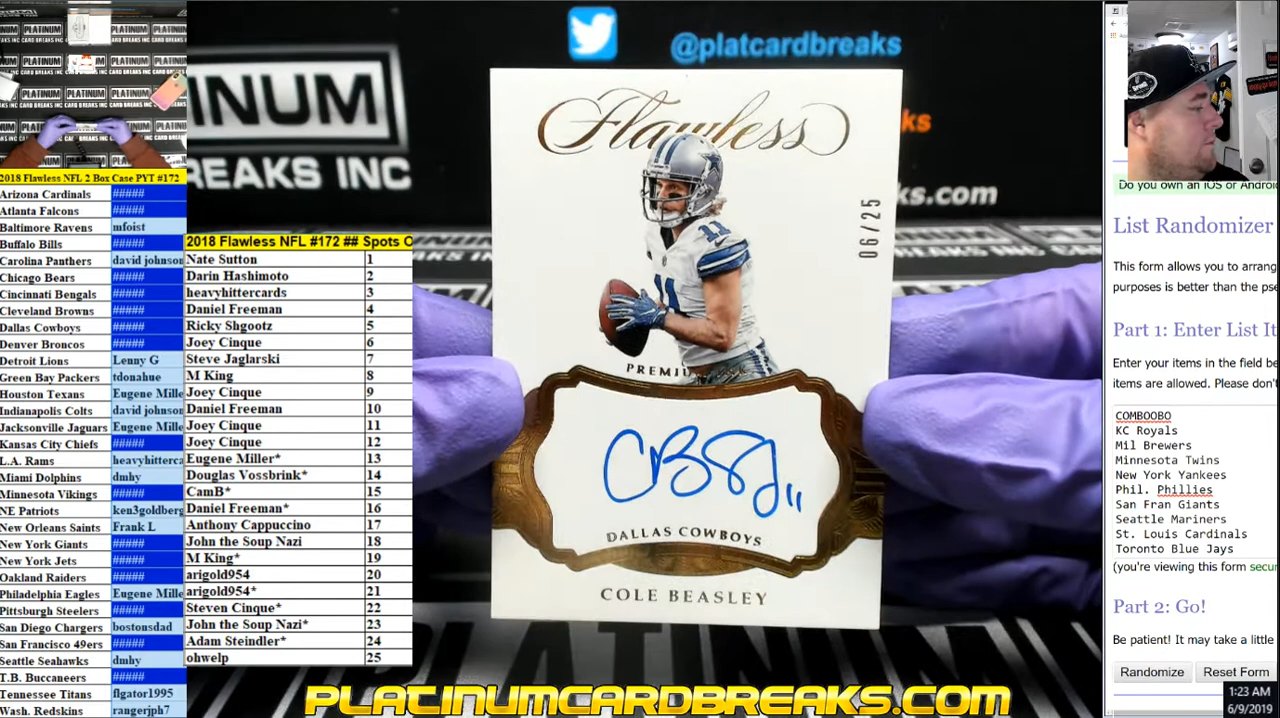 @platcardbreaks
INUM
BREAKS INC
ks
s.com
Flawless
06/25
11
PREMIU
CBS 11
DALLAS COWBOYS
COLE BEASLEY
PLATINUMCARDBREAKS.COM
2018 Flawless NFL 2 Box Case PYT #172
Arizona Cardinals #####
Atlanta Falcons #####
Baltimore Ravens mfoist
Buffalo Bills #####
Carolina Panthers david johnson
Chicago Bears #####
Cincinnati Bengals #####
Cleveland Browns #####
Dallas Cowboys #####
Denver Broncos #####
Detroit Lions Lenny G
Green Bay Packers tdonahue
Houston Texans Eugene Mille
Indianapolis Colts david johnson
Jacksonville Jaguars Eugene Mille
Kansas City Chiefs #####
L.A. Rams heavyhitterca
Miami Dolphins dmhy
Minnesota Vikings #####
NE Patriots ken3goldberg
New Orleans Saints Frank L
New York Giants #####
New York Jets #####
Oakland Raiders #####
Philadelphia Eagles Eugene Mille
Pittsburgh Steelers #####
San Diego Chargers bostonsdad
San Francisco 49ers #####
Seattle Seahawks dmhy
T.B. Buccaneers #####
Tennessee Titans flgator1995
Wash. Redskins rangerjph7
2018 Flawless NFL #172 ## Spots O
Nate Sutton 1
Darin Hashimoto 2
heavyhittercards 3
Daniel Freeman 4
Ricky Shgootz 5
Joey Cinque 6
Steve Jaglarski 7
M King 8
Joey Cinque 9
Daniel Freeman 10
Joey Cinque 11
Joey Cinque 12
Eugene Miller* 13
Douglas Vossbrink* 14
CamB* 15
Daniel Freeman* 16
Anthony Cappuccino 17
John the Soup Nazi 18
M King* 19
arigold954 20
arigold954* 21
Steven Cinque* 22
John the Soup Nazi* 23
Adam Steindler* 24
ohwelp 25
Do you own an iOS or Androi
List Randomizer
This form allows you to arrang
purposes is better than the pse
Part 1: Enter List It
Enter your items in the field be
items are allowed. Please don't
COMBOOBO
KC Royals
Mil Brewers
Minnesota Twins
New York Yankees
Phil. Phillies
San Fran Giants
Seattle Mariners
St. Louis Cardinals
Toronto Blue Jays
(you're viewing this form secur
Part 2: Go!
Be patient! It may take a little
Randomize Reset Form
1:23 AM
6/9/2019